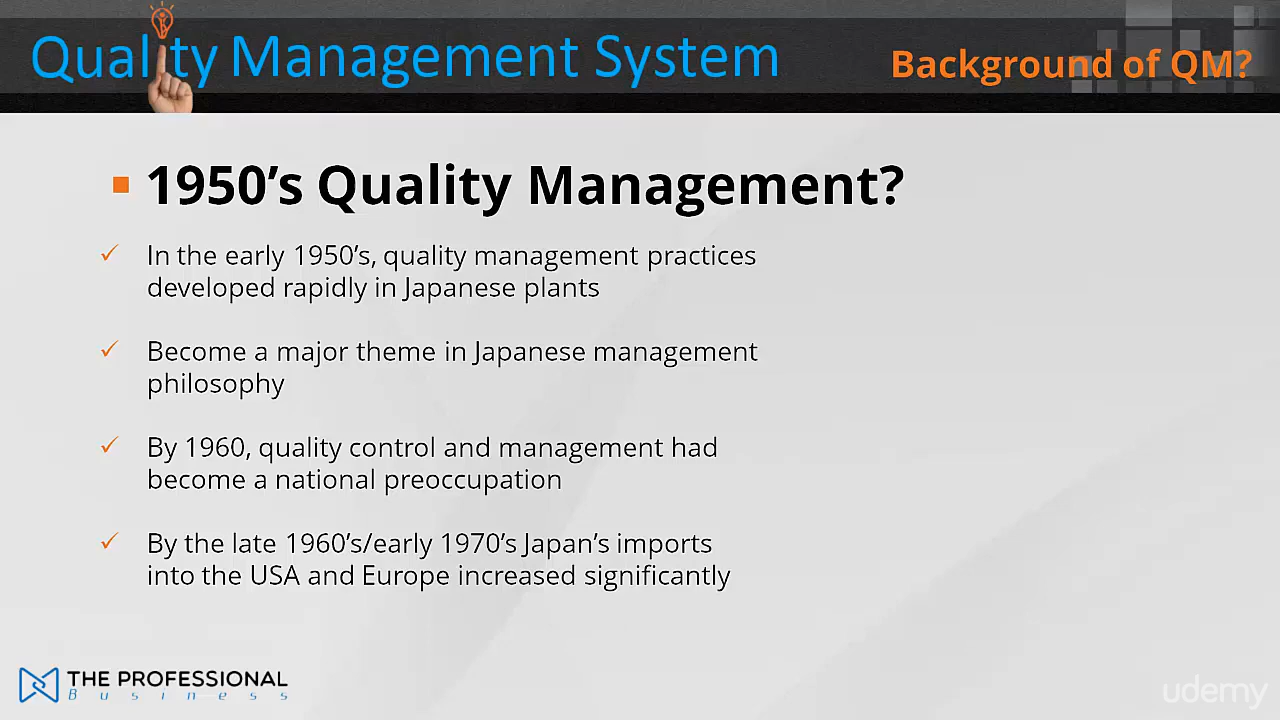 Quality Management System
Background of QM?
1950’s Quality Management?
In the early 1950’s, quality management practices
developed rapidly in Japanese plants
Become a major theme in Japanese management
philosophy
By 1960, quality control and management had
become a national preoccupation
By the late 1960’s/early 1970’s Japan’s imports
into the USA and Europe increased significantly
THE PROFESSIONAL
Business
udemy